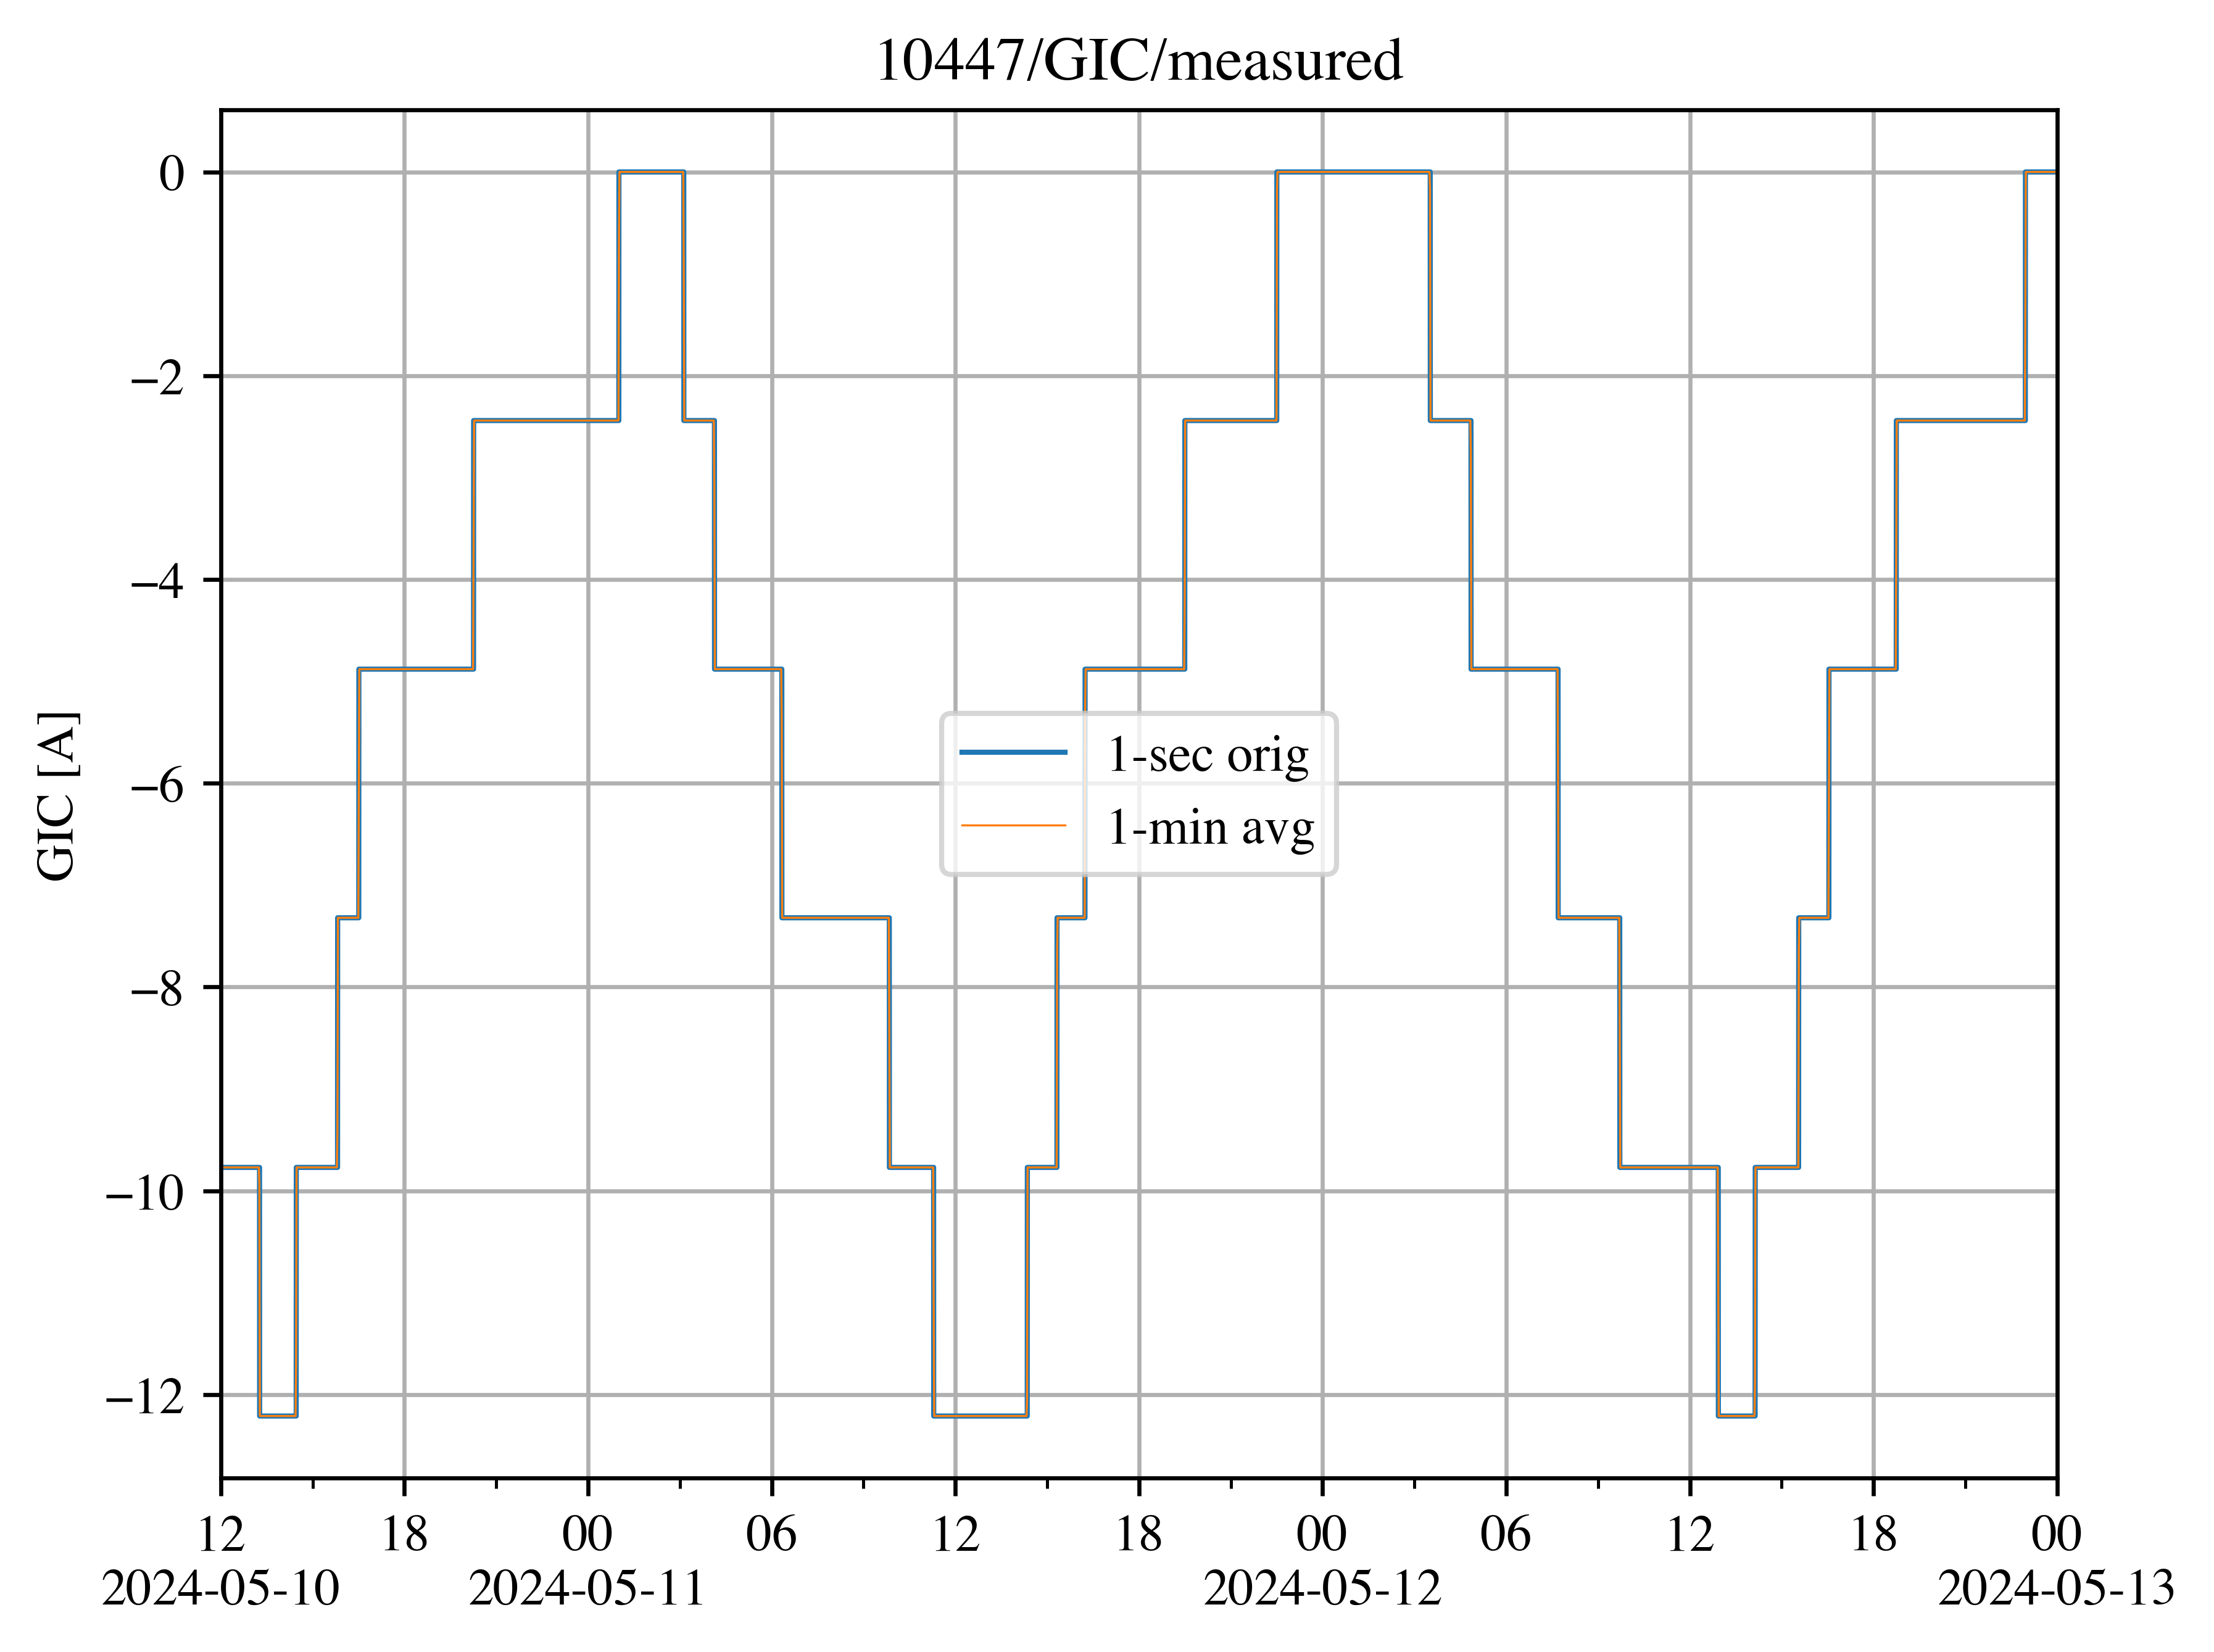 10447/GIC/measured
GIC [A]
0
−2
−4
−6
−8
−10
−12
1-sec orig
1-min avg
12 18 00 06 12 18 00 06 12 18 00
2024-05-10 2024-05-11 2024-05-12 2024-05-13